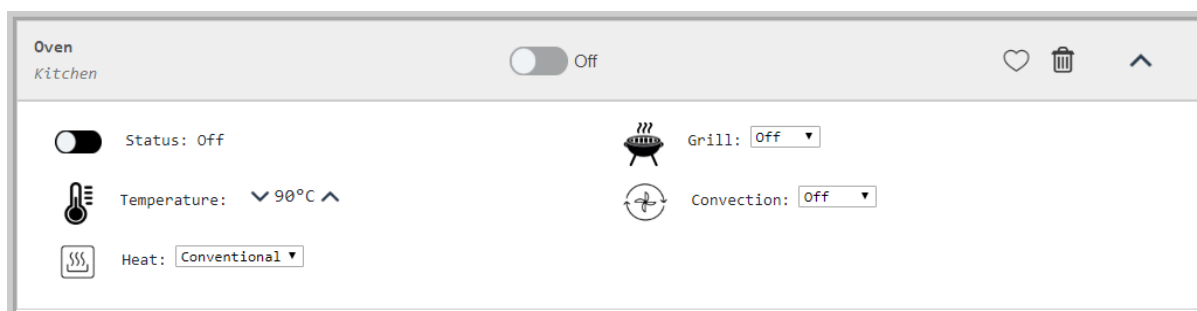 Oven
Kitchen
Off
Status: Off
Grill: Off
Temperature: 90°C
Convection: Off
Heat: Conventional